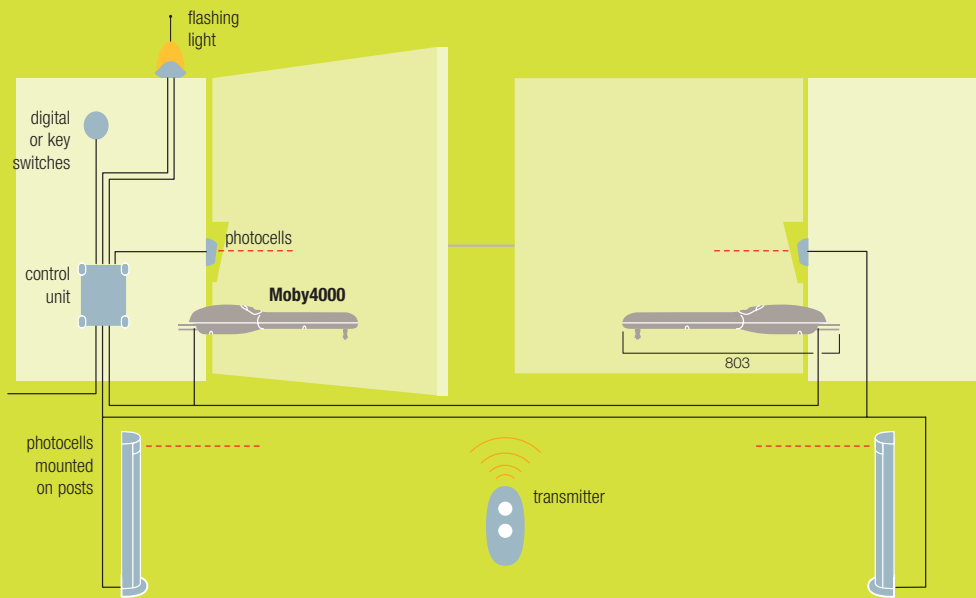 flashing
light
digital
or key
switches
photocells
control
unit
Moby4000
803
photocells
mounted
on posts
transmitter